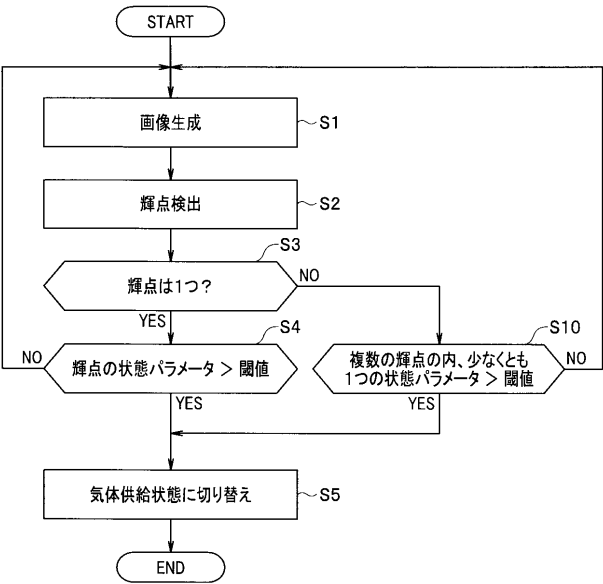 START
画像生成
S1
輝点検出
S2
S3
輝点は1つ?
NO
YES
S4
NO
輝点の状態パラメータ > 閾値
YES
S10
複数の輝点の内、少なくとも
1つの状態パラメータ > 閾値
NO
YES
気体供給状態に切り替え
S5
END